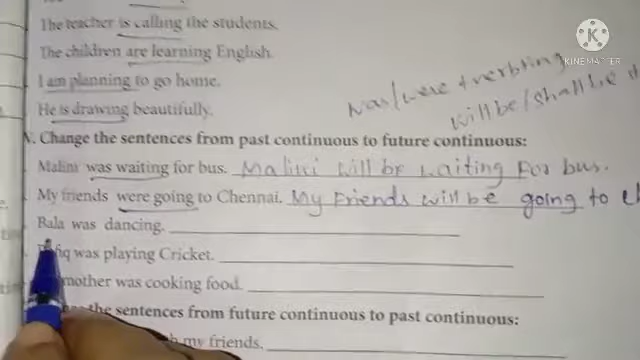 The teacher is calling the students.
The children are learning English.
I am planning to go home.
He is drawing beautifully.
was/were + verb+ing
will be/shall be
KINEMASTER
V. Change the sentences from past continuous to future continuous:
Malini was waiting for bus. Malini will be waiting for bus.
My friends were going to Chennai. My Friends will be going to
Bala was dancing.
was playing Cricket.
mother was cooking food.
the sentences from future continuous to past continuous:
my friends.